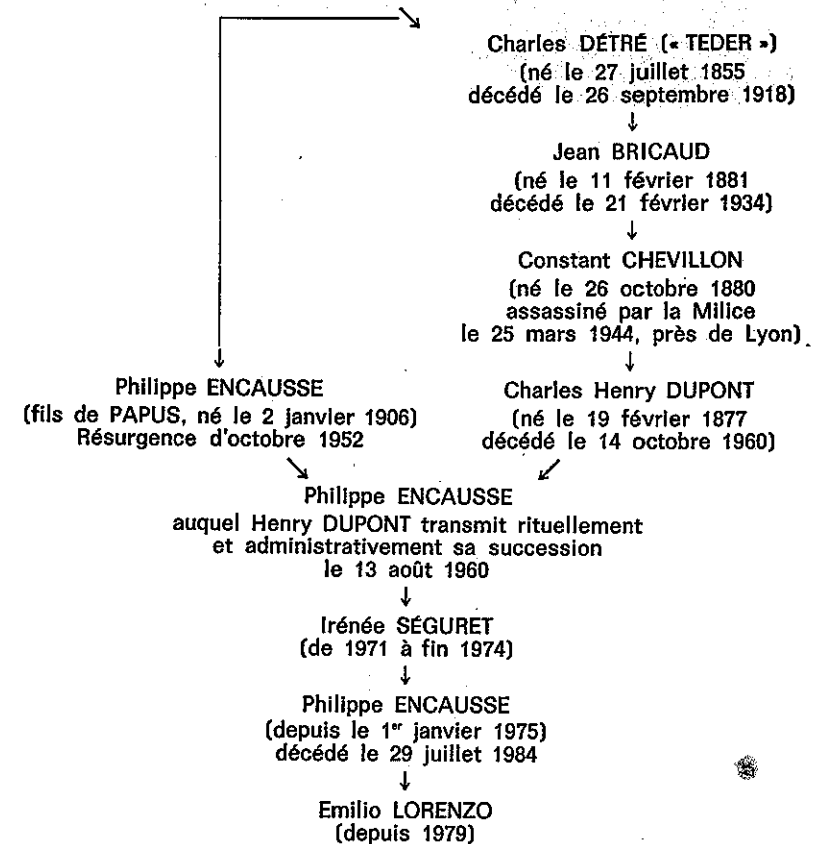 Charles DÉTRÉ (« TEDER »)
(né le 27 juillet 1855
décédé le 26 septembre 1918)
↓
Jean BRICAUD
(né le 11 février 1881
décédé le 21 février 1934)
↓
Constant CHEVILLON
(né le 26 octobre 1880
assassiné par la Milice
le 25 mars 1944, près de Lyon)
↓
Philippe ENCAUSSE
(fils de PAPUS, né le 2 janvier 1906)
Résurgence d'octobre 1952
Charles Henry DUPONT
(né le 19 février 1877
décédé le 14 octobre 1960)
Philippe ENCAUSSE
auquel Henry DUPONT transmit rituellement
et administrativement sa succession
le 13 août 1960
↓
Irénée SÉGURET
(de 1971 à fin 1974)
↓
Philippe ENCAUSSE
(depuis le 1er janvier 1975)
décédé le 29 juillet 1984
↓
Emilio LORENZO
(depuis 1979)